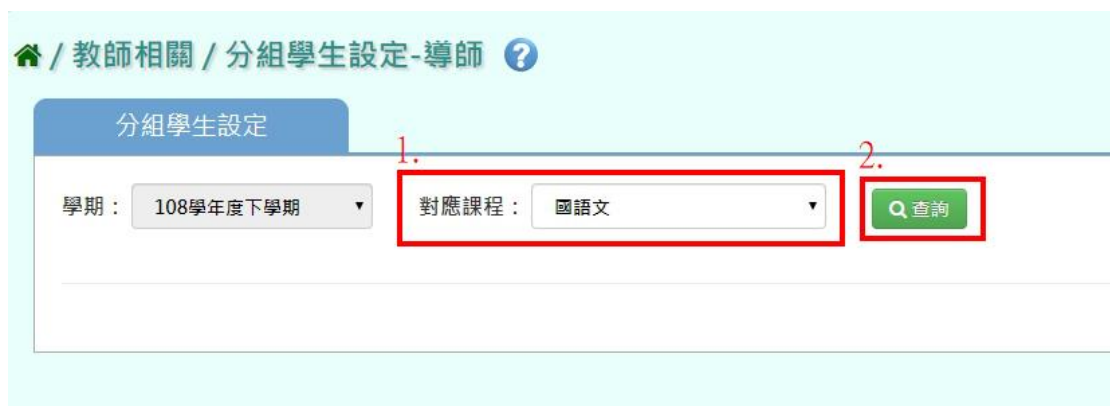 / 教師相關 / 分組學生設定-導師 ?
分組學生設定
1.
2.
學期： 108學年度下學期 對應課程： 國語文 查詢